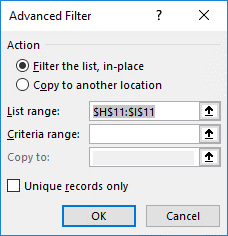 Advanced Filter
Action
Filter the list, in-place
Copy to another location
List range: $H$11:$I$11
Criteria range:
Copy to:
Unique records only
OK Cancel